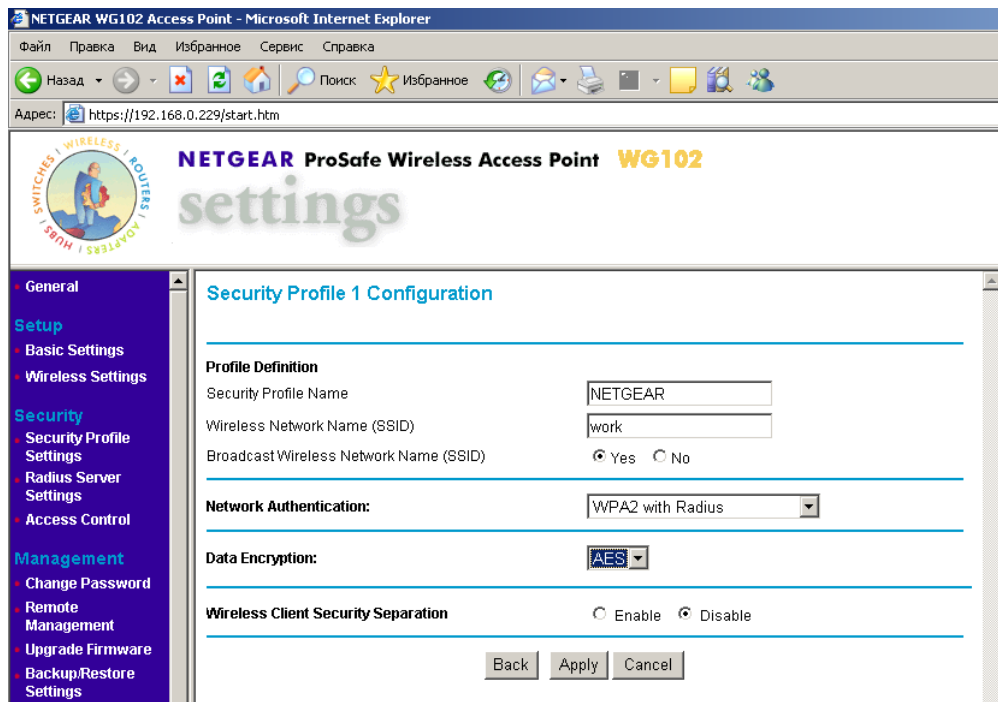 NETGEAR WG102 Access Point - Microsoft Internet Explorer
Файл Правка Вид Избранное Сервис Справка
Назад Поиск Избранное
Адрес: https://192.168.0.229/start.htm
WIRELESS | ROUTERS | ADAPTERS | HUBS | SWITCHES |
NETGEAR ProSafe Wireless Access Point WG102
settings
General
Setup
Basic Settings
Wireless Settings
Security
Security Profile
Settings
Radius Server
Settings
Access Control
Management
Change Password
Remote
Management
Upgrade Firmware
Backup/Restore
Settings
Security Profile 1 Configuration
Profile Definition
Security Profile Name NETGEAR
Wireless Network Name (SSID) work
Broadcast Wireless Network Name (SSID) Yes No
Network Authentication: WPA2 with Radius
Data Encryption: AES
Wireless Client Security Separation Enable Disable
Back Apply Cancel